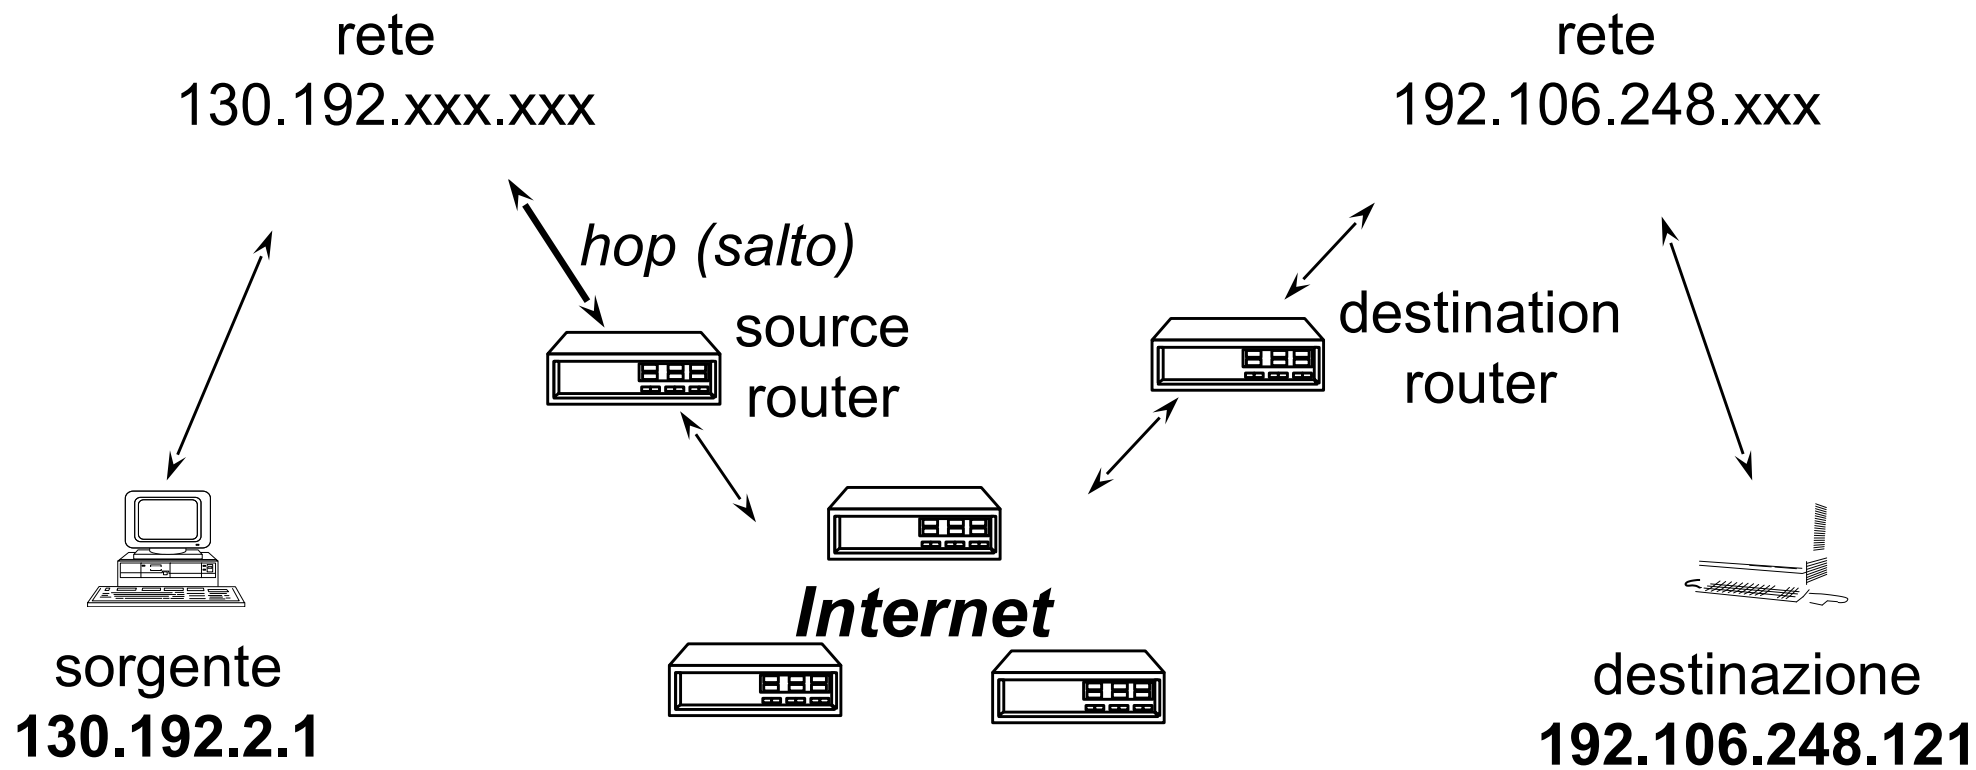 rete
130.192.xxx.xxx
rete
192.106.248.xxx
hop (salto)
source
router
destination
router
Internet
sorgente
130.192.2.1
destinazione
192.106.248.121